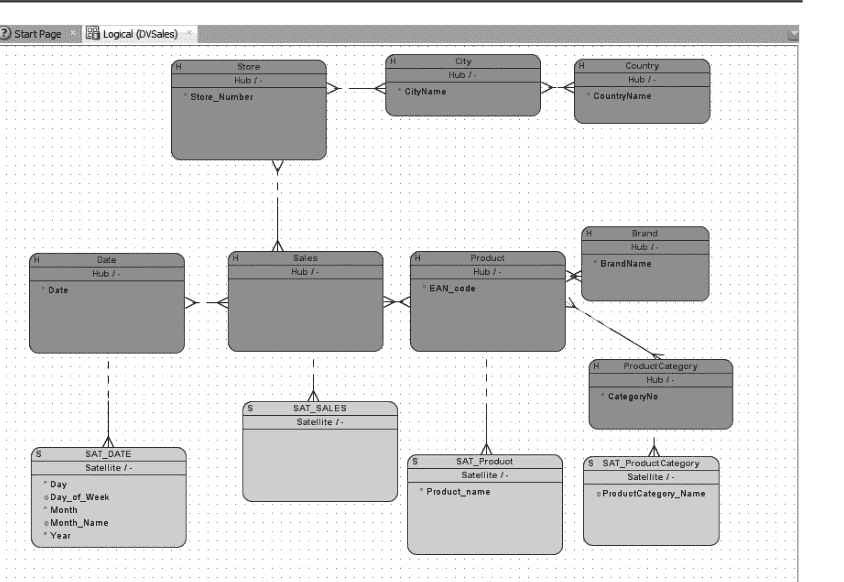 Start Page
Logical (DVSales)
H Store
Hub / -
* Store_Number
H City
Hub / -
* CityName
H Country
Hub / -
* CountryName
H Brand
Hub / -
* BrandName
H Date
Hub / -
* Date
H Sales
Hub / -
H Product
Hub / -
* EAN_code
H ProductCategory
Hub / -
* CategoryNo
S SAT_DATE
Satellite / -
* Day
o Day_of_Week
* Month
o Month_Name
* Year
S SAT_SALES
Satellite / -
S SAT_Product
Satellite / -
* Product_name
S SAT_ProductCategory
Satellite / -
o ProductCategory_Name